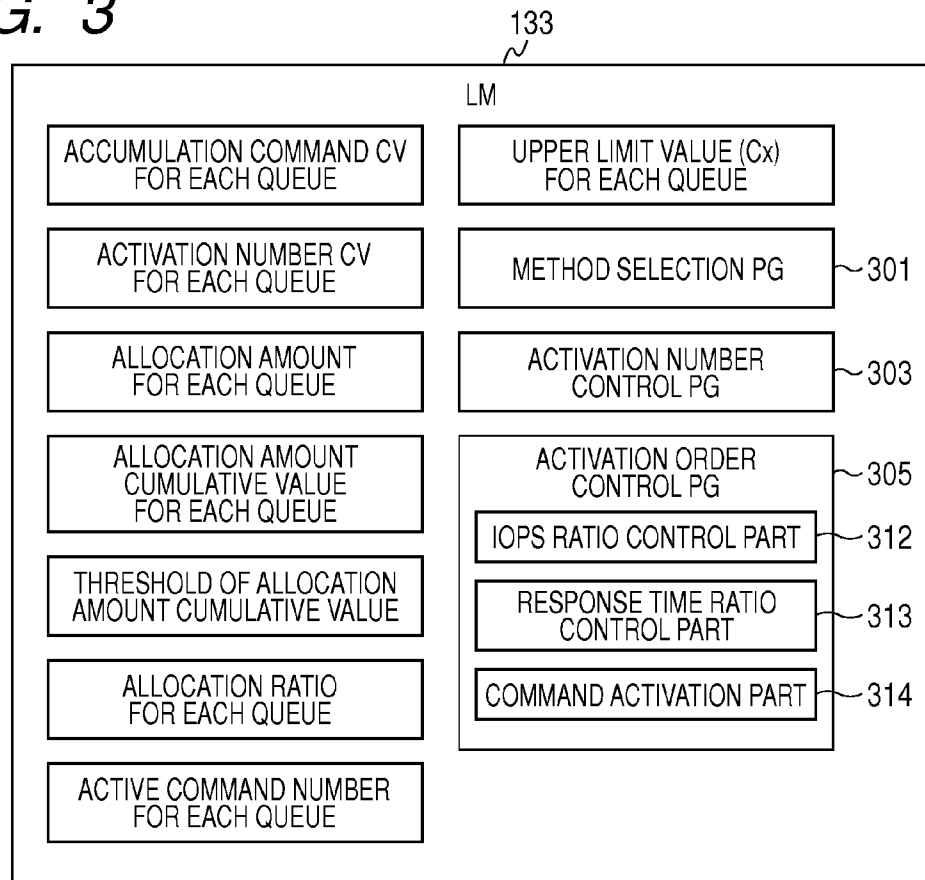 G. 3
133
LM
ACCUMULATION COMMAND CV
FOR EACH QUEUE
ACTIVATION NUMBER CV
FOR EACH QUEUE
ALLOCATION AMOUNT
FOR EACH QUEUE
ALLOCATION AMOUNT
CUMULATIVE VALUE
FOR EACH QUEUE
THRESHOLD OF ALLOCATION
AMOUNT CUMULATIVE VALUE
ALLOCATION RATIO
FOR EACH QUEUE
ACTIVE COMMAND NUMBER
FOR EACH QUEUE
UPPER LIMIT VALUE (Cx)
FOR EACH QUEUE
METHOD SELECTION PG
301
ACTIVATION NUMBER
CONTROL PG
303
ACTIVATION ORDER
CONTROL PG
305
IOPS RATIO CONTROL PART
312
RESPONSE TIME RATIO
CONTROL PART
313
COMMAND ACTIVATION PART
314